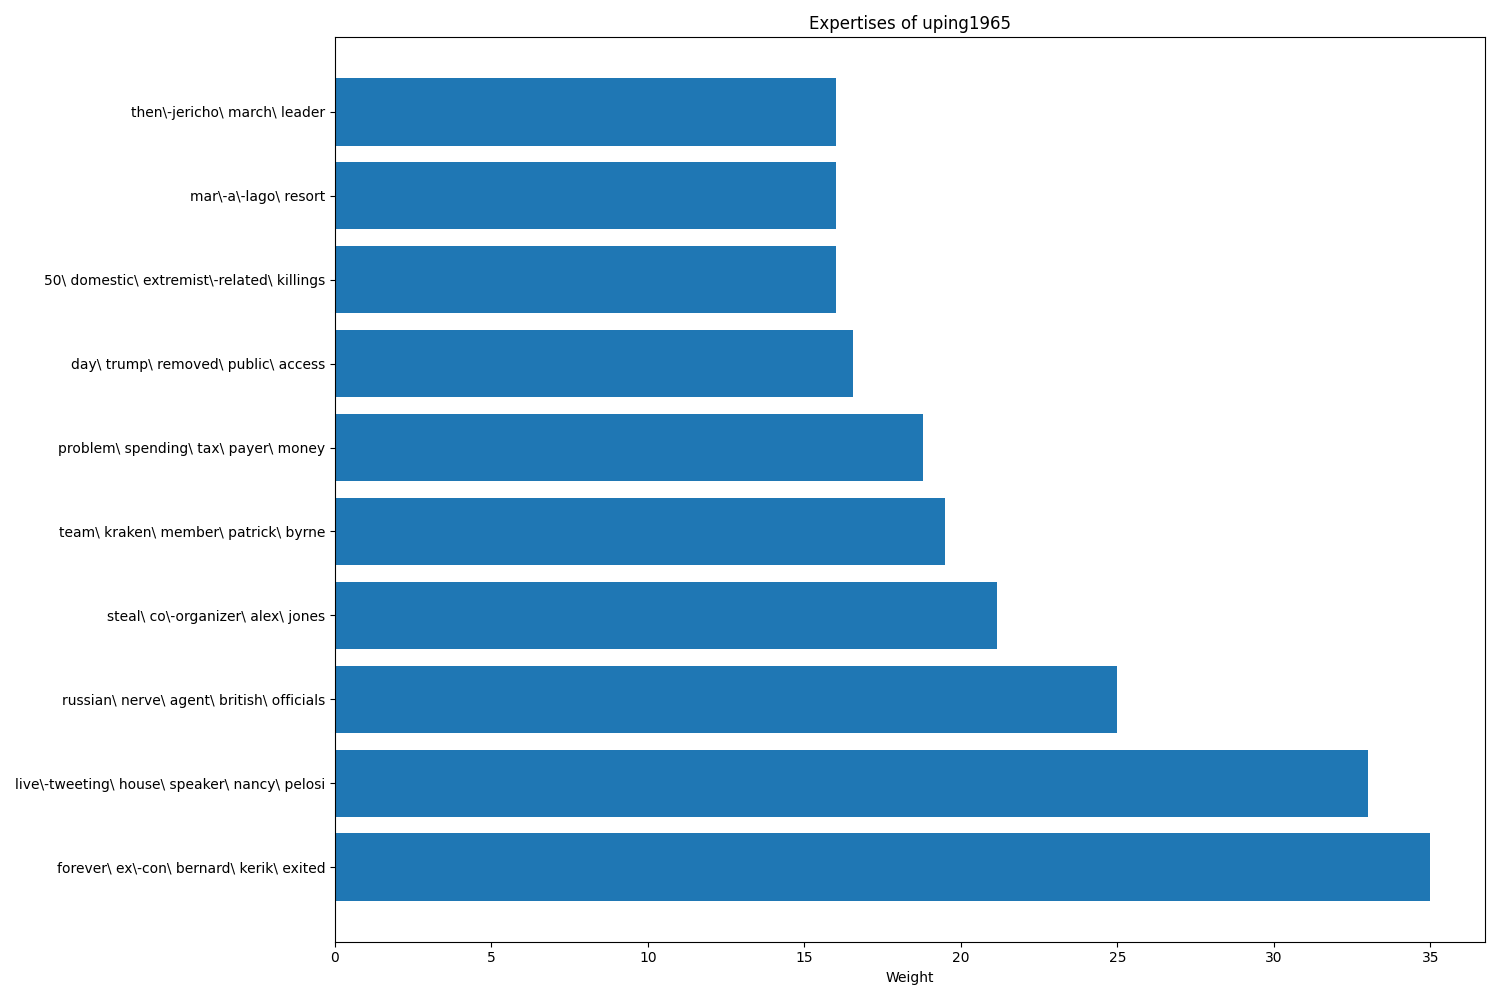 Expertises of uping1965
then\-jericho\ march\ leader
mar\-a\-lago\ resort
50\ domestic\ extremist\-related\ killings
day\ trump\ removed\ public\ access
problem\ spending\ tax\ payer\ money
team\ kraken\ member\ patrick\ byrne
steal\ co\-organizer\ alex\ jones
russian\ nerve\ agent\ british\ officials
live\-tweeting\ house\ speaker\ nancy\ pelosi
forever\ ex\-con\ bernard\ kerik\ exited
0 5 10 15 20 25 30 35
Weight